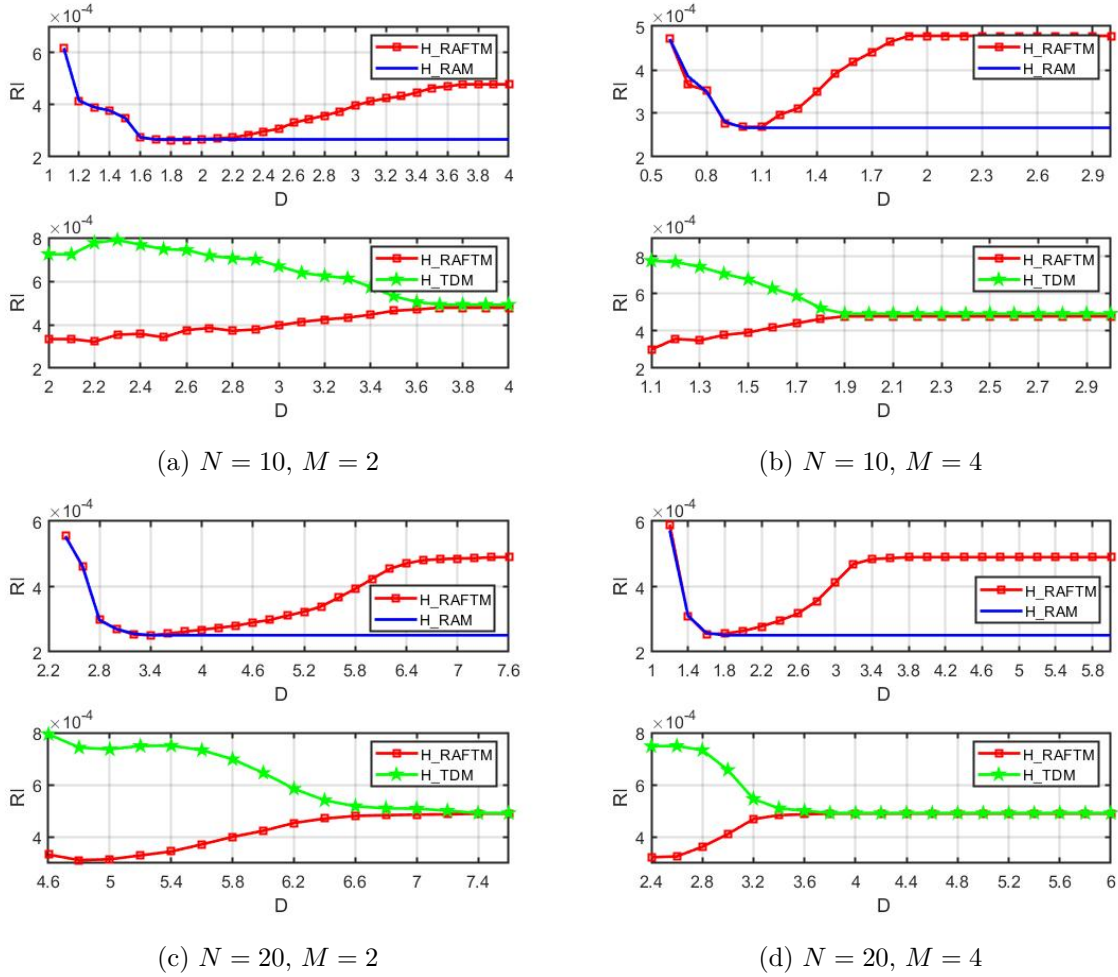 ×10⁻⁴
6
4
2
RI
H_RAFTM
H_RAM
1 1.2 1.4 1.6 1.8 2 2.2 2.4 2.6 2.8 3 3.2 3.4 3.6 3.8 4
D
×10⁻⁴
8
6
4
2
RI
H_RAFTM
H_TDM
2 2.2 2.4 2.6 2.8 3 3.2 3.4 3.6 3.8 4
D
(a) N = 10, M = 2
×10⁻⁴
5
4
3
2
RI
H_RAFTM
H_RAM
0.5 0.8 1.1 1.4 1.7 2 2.3 2.6 2.9
D
×10⁻⁴
8
6
4
2
RI
H_RAFTM
H_TDM
1.1 1.3 1.5 1.7 1.9 2.1 2.3 2.5 2.7 2.9
D
(b) N = 10, M = 4
×10⁻⁴
6
4
2
RI
H_RAFTM
H_RAM
2.2 2.8 3.4 4 4.6 5.2 5.8 6.4 7 7.6
D
×10⁻⁴
8
6
4
RI
H_RAFTM
H_TDM
4.6 5 5.4 5.8 6.2 6.6 7 7.4
D
(c) N = 20, M = 2
×10⁻⁴
6
4
2
RI
H_RAFTM
H_RAM
1 1.4 1.8 2.2 2.6 3 3.4 3.8 4.2 4.6 5 5.4 5.8
D
×10⁻⁴
8
6
4
RI
H_RAFTM
H_TDM
2.4 2.8 3.2 3.6 4 4.4 4.8 5.2 5.6 6
D
(d) N = 20, M = 4